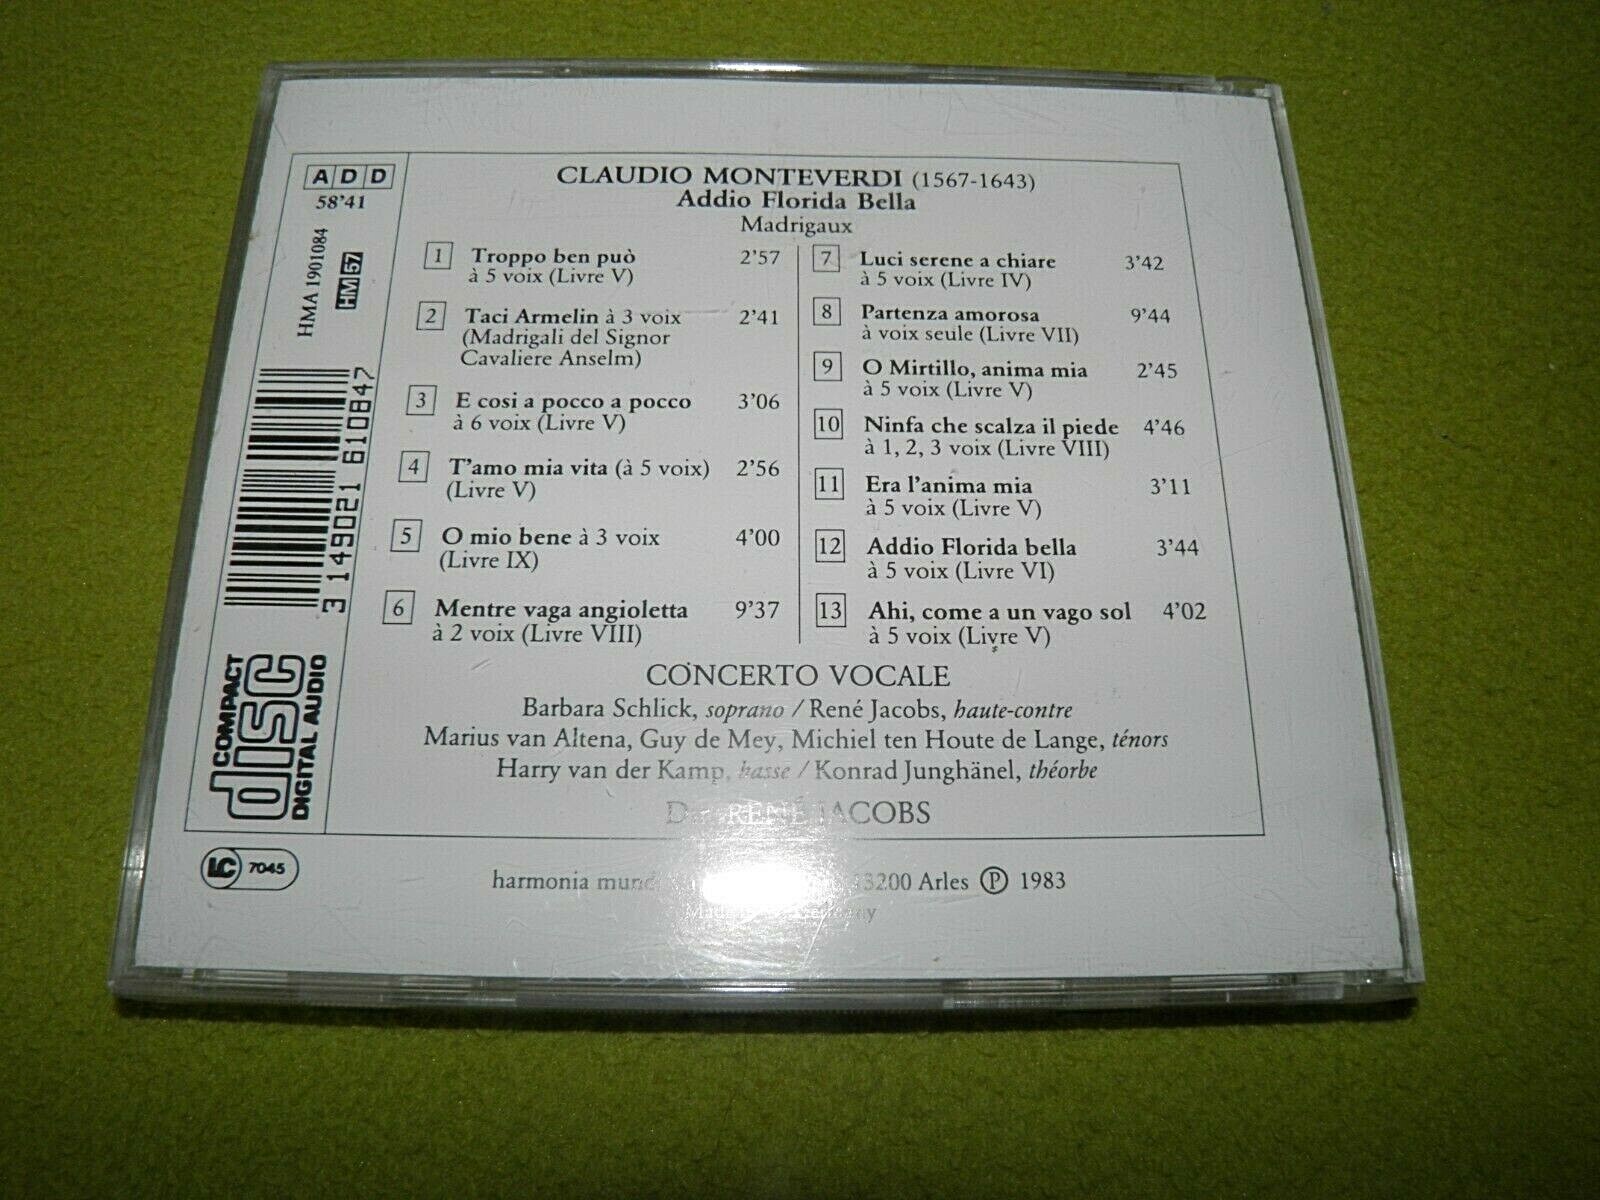 A D D
58'41
HMA 1901084
HM 57
3 149021 610847
COMPACT
disc
DIGITAL AUDIO
CLAUDIO MONTEVERDI (1567-1643)
Addio Florida Bella
Madrigaux
1 Troppo ben può 2'57
à 5 voix (Livre V)
2 Taci Armelin à 3 voix 2'41
(Madrigali del Signor
Cavaliere Anselm)
3 E cosi a pocco a pocco 3'06
à 6 voix (Livre V)
4 T'amo mia vita (à 5 voix) 2'56
(Livre V)
5 O mio bene à 3 voix 4'00
(Livre IX)
6 Mentre vaga angioletta 9'37
à 2 voix (Livre VIII)
7 Luci serene a chiare 3'42
à 5 voix (Livre IV)
8 Partenza amorosa 9'44
à voix seule (Livre VII)
9 O Mirtillo, anima mia 2'45
à 5 voix (Livre V)
10 Ninfa che scalza il piede 4'46
à 1, 2, 3 voix (Livre VIII)
11 Era l'anima mia 3'11
à 5 voix (Livre V)
12 Addio Florida bella 3'44
à 5 voix (Livre VI)
13 Ahi, come a un vago sol 4'02
à 5 voix (Livre V)
CONCERTO VOCALE
Barbara Schlick, soprano / René Jacobs, haute-contre
Marius van Altena, Guy de Mey, Michiel ten Houte de Lange, ténors
Harry van der Kamp, basse / Konrad Junghänel, théorbe
RENÉ JACOBS
LC 7045
harmonia 13200 Arles ℗ 1983
Made in Germany